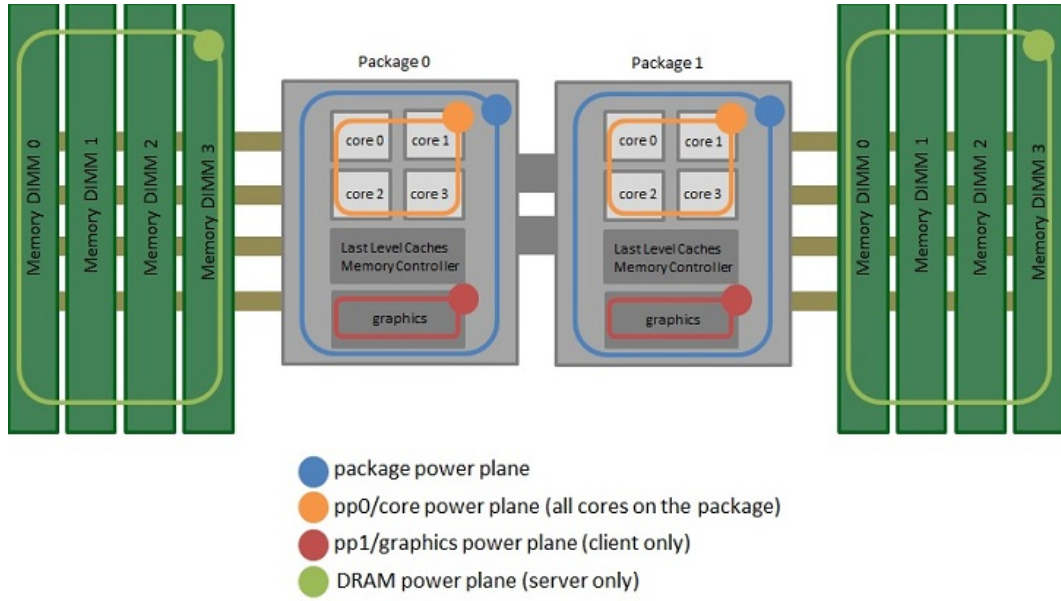 Package 0
Package 1
Memory DIMM 0
Memory DIMM 1
Memory DIMM 2
Memory DIMM 3
core 0
core 1
core 2
core 3
Last Level Caches
Memory Controller
graphics
core 0
core 1
core 2
core 3
Last Level Caches
Memory Controller
graphics
Memory DIMM 0
Memory DIMM 1
Memory DIMM 2
Memory DIMM 3
package power plane
pp0/core power plane (all cores on the package)
pp1/graphics power plane (client only)
DRAM power plane (server only)